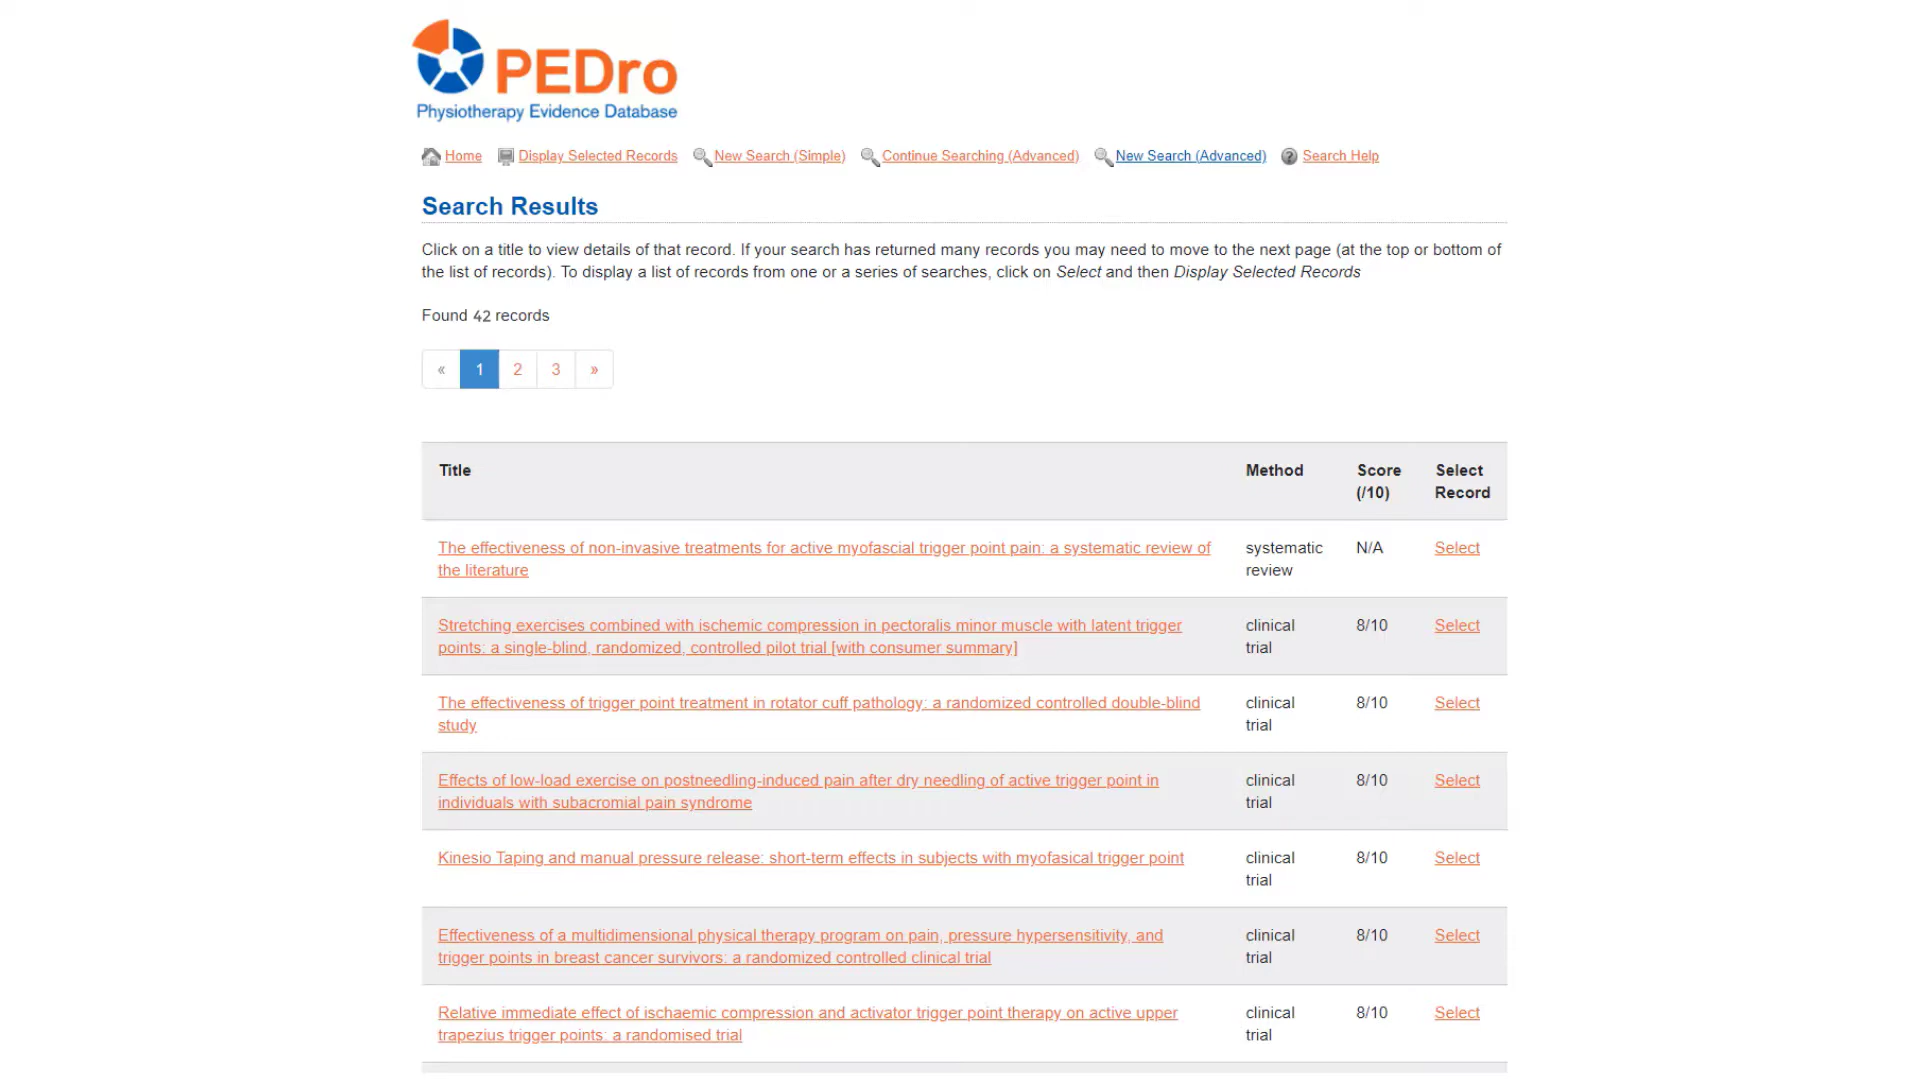 PEDro
Physiotherapy Evidence Database
Home Display Selected Records New Search (Simple) Continue Searching (Advanced) New Search (Advanced) ? Search Help
Search Results
Click on a title to view details of that record. If your search has returned many records you may need to move to the next page (at the top or bottom of
the list of records). To display a list of records from one or a series of searches, click on Select and then Display Selected Records
Found 42 records
« 1 2 3 »
Title Method Score Select
(/10) Record
The effectiveness of non-invasive treatments for active myofascial trigger point pain: a systematic review of systematic N/A Select
the literature review
Stretching exercises combined with ischemic compression in pectoralis minor muscle with latent trigger clinical 8/10 Select
points: a single-blind, randomized, controlled pilot trial [with consumer summary] trial
The effectiveness of trigger point treatment in rotator cuff pathology: a randomized controlled double-blind clinical 8/10 Select
study trial
Effects of low-load exercise on postneedling-induced pain after dry needling of active trigger point in clinical 8/10 Select
individuals with subacromial pain syndrome trial
Kinesio Taping and manual pressure release: short-term effects in subjects with myofasical trigger point clinical 8/10 Select
trial
Effectiveness of a multidimensional physical therapy program on pain, pressure hypersensitivity, and clinical 8/10 Select
trigger points in breast cancer survivors: a randomized controlled clinical trial trial
Relative immediate effect of ischaemic compression and activator trigger point therapy on active upper clinical 8/10 Select
trapezius trigger points: a randomised trial trial